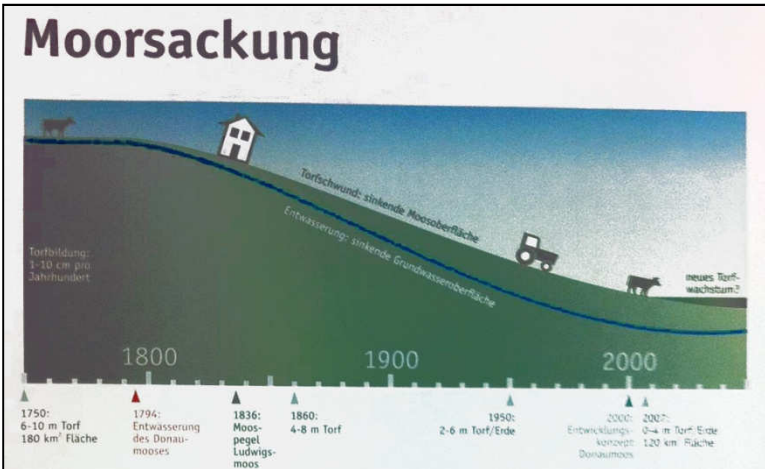 Moorsackung
Torfschwund: sinkende Moosoberfläche
Entwässerung: sinkende Grundwasseroberfläche
Torfbildung:
1-10 cm pro
Jahrhundert
neues Torf-
wachstum?
1800
1900
2000
1750:
6-10 m Torf
180 km² Fläche
1794:
Entwässerung
des Donau-
mooses
1836:
Moos-
pegel
Ludwigs-
moos
1860:
4-8 m Torf
1950:
2-6 m Torf/Erde
2000:
Entwicklungs-
konzept
Donaumoos
2007:
0-4 m Torf/Erde
120 km² Fläche